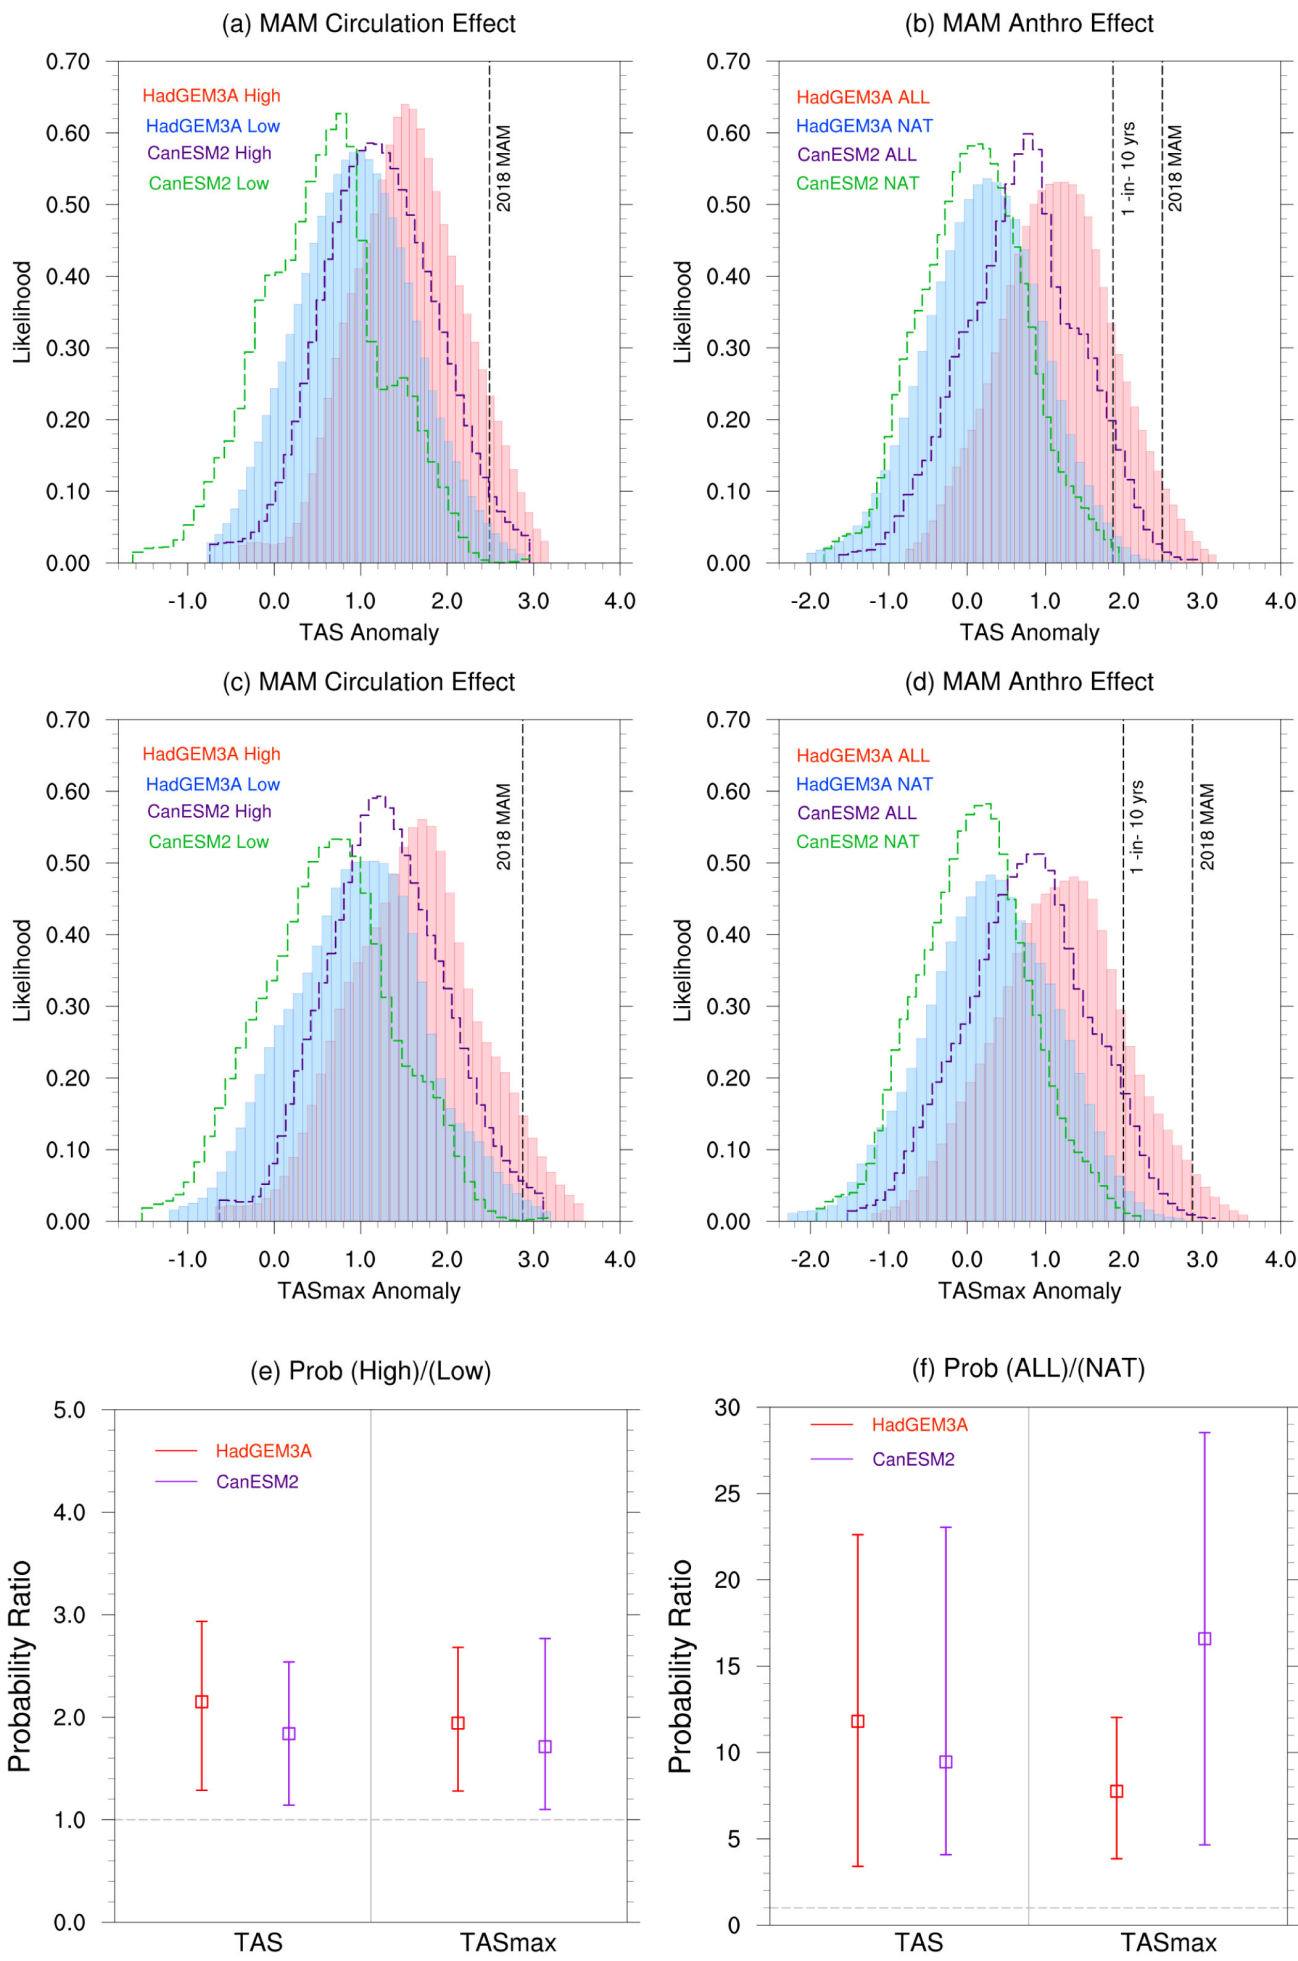 (a) MAM Circulation Effect
0.70
0.60
0.50
0.40
0.30
0.20
0.10
0.00
Likelihood
HadGEM3A High
HadGEM3A Low
CanESM2 High
CanESM2 Low
2018 MAM
-1.0 0.0 1.0 2.0 3.0 4.0
TAS Anomaly
(b) MAM Anthro Effect
0.70
0.60
0.50
0.40
0.30
0.20
0.10
0.00
Likelihood
HadGEM3A ALL
HadGEM3A NAT
CanESM2 ALL
CanESM2 NAT
1 -in- 10 yrs
2018 MAM
-2.0 -1.0 0.0 1.0 2.0 3.0 4.0
TAS Anomaly
(c) MAM Circulation Effect
0.70
0.60
0.50
0.40
0.30
0.20
0.10
0.00
Likelihood
HadGEM3A High
HadGEM3A Low
CanESM2 High
CanESM2 Low
2018 MAM
-1.0 0.0 1.0 2.0 3.0 4.0
TASmax Anomaly
(d) MAM Anthro Effect
0.70
0.60
0.50
0.40
0.30
0.20
0.10
0.00
Likelihood
HadGEM3A ALL
HadGEM3A NAT
CanESM2 ALL
CanESM2 NAT
1 -in- 10 yrs
2018 MAM
-2.0 -1.0 0.0 1.0 2.0 3.0 4.0
TASmax Anomaly
(e) Prob (High)/(Low)
5.0
4.0
3.0
2.0
1.0
0.0
Probability Ratio
HadGEM3A
CanESM2
TAS TASmax
(f) Prob (ALL)/(NAT)
30
25
20
15
10
5
0
Probability Ratio
HadGEM3A
CanESM2
TAS TASmax